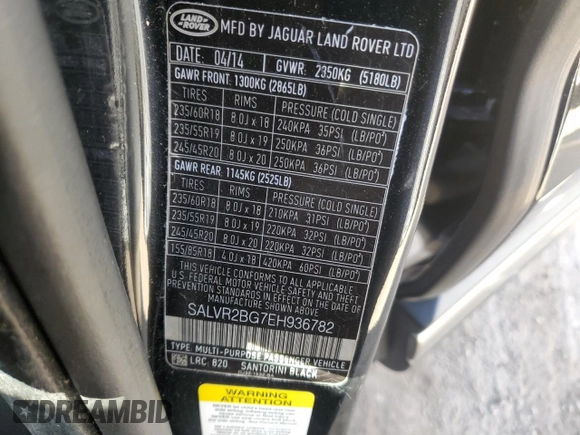 LAND ROVER
MFD BY JAGUAR LAND ROVER LTD
DATE: 04/14 GVWR: 2350KG (5180LB)
GAWR FRONT: 1300KG (2865LB)
TIRES RIMS PRESSURE (COLD SINGLE)
235/60R18 8.0J x 18 240KPA 35PSI (LB/PO²)
235/55R19 8.0J x 19 250KPA 36PSI (LB/PO²)
245/45R20 8.0J x 20 250KPA 36PSI (LB/PO²)
GAWR REAR: 1145KG (2525LB)
TIRES RIMS PRESSURE (COLD SINGLE)
235/60R18 8.0J x 18 210KPA 31PSI (LB/PO²)
235/55R19 8.0J x 19 220KPA 32PSI (LB/PO²)
245/45R20 8.0J x 20 220KPA 32PSI (LB/PO²)
155/85R18 4.0J x 18 420KPA 60PSI (LB/PO²)
THIS VEHICLE CONFORMS TO ALL APPLICABLE
U.S. FEDERAL MOTOR VEHICLE SAFETY AND THEFT
PREVENTION STANDARDS IN EFFECT ON THE DATE OF
MANUFACTURE SHOWN ABOVE.
SALVR2BG7EH936782
TYPE: MULTI-PURPOSE PASSENGER VEHICLE
LRC. 820 SANTORINI BLACK
WARNING
ATTENTION
DREAMBID